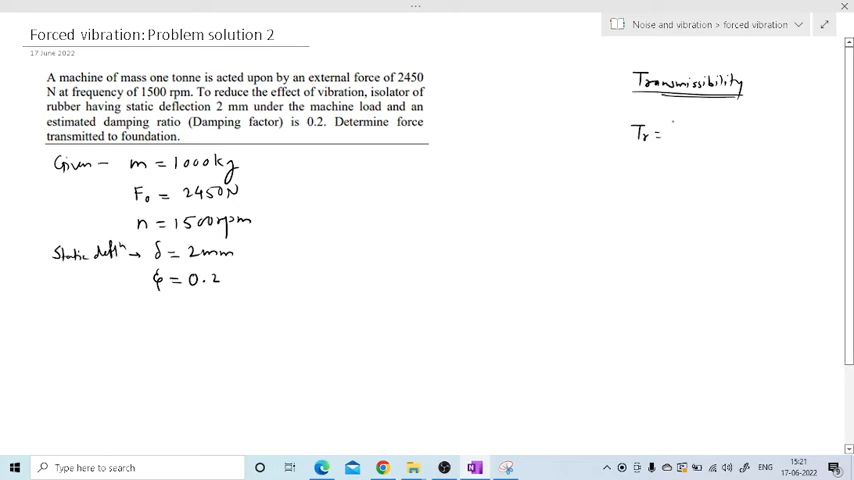 Noise and vibration > forced vibration
Forced vibration: Problem solution 2
17 June 2022
A machine of mass one tonne is acted upon by an external force of 2450
N at frequency of 1500 rpm. To reduce the effect of vibration, isolator of
rubber having static deflection 2 mm under the machine load and an
estimated damping ratio (Damping factor) is 0.2. Determine force
transmitted to foundation.
Given – m = 1000kg
F₀ = 2450N
n = 1500rpm
Static deflⁿ → δ = 2mm
ξ = 0.2
Transmissibility
Tr =
Type here to search
ENG
15:21
17-06-2022